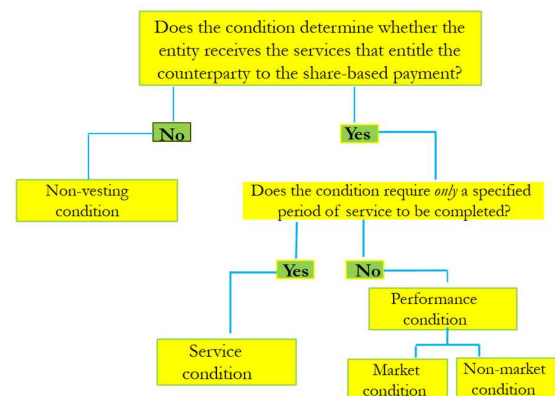 Does the condition determine whether the
entity receives the services that entitle the
counterparty to the share-based payment?
No
Yes
Non-vesting
condition
Does the condition require only a specified
period of service to be completed?
Yes
No
Performance
condition
Service
condition
Market
condition
Non-market
condition